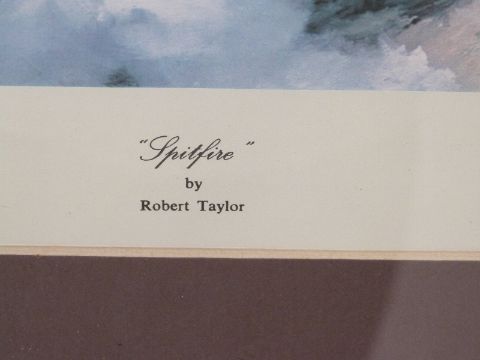 "Spitfire"
by
Robert Taylor